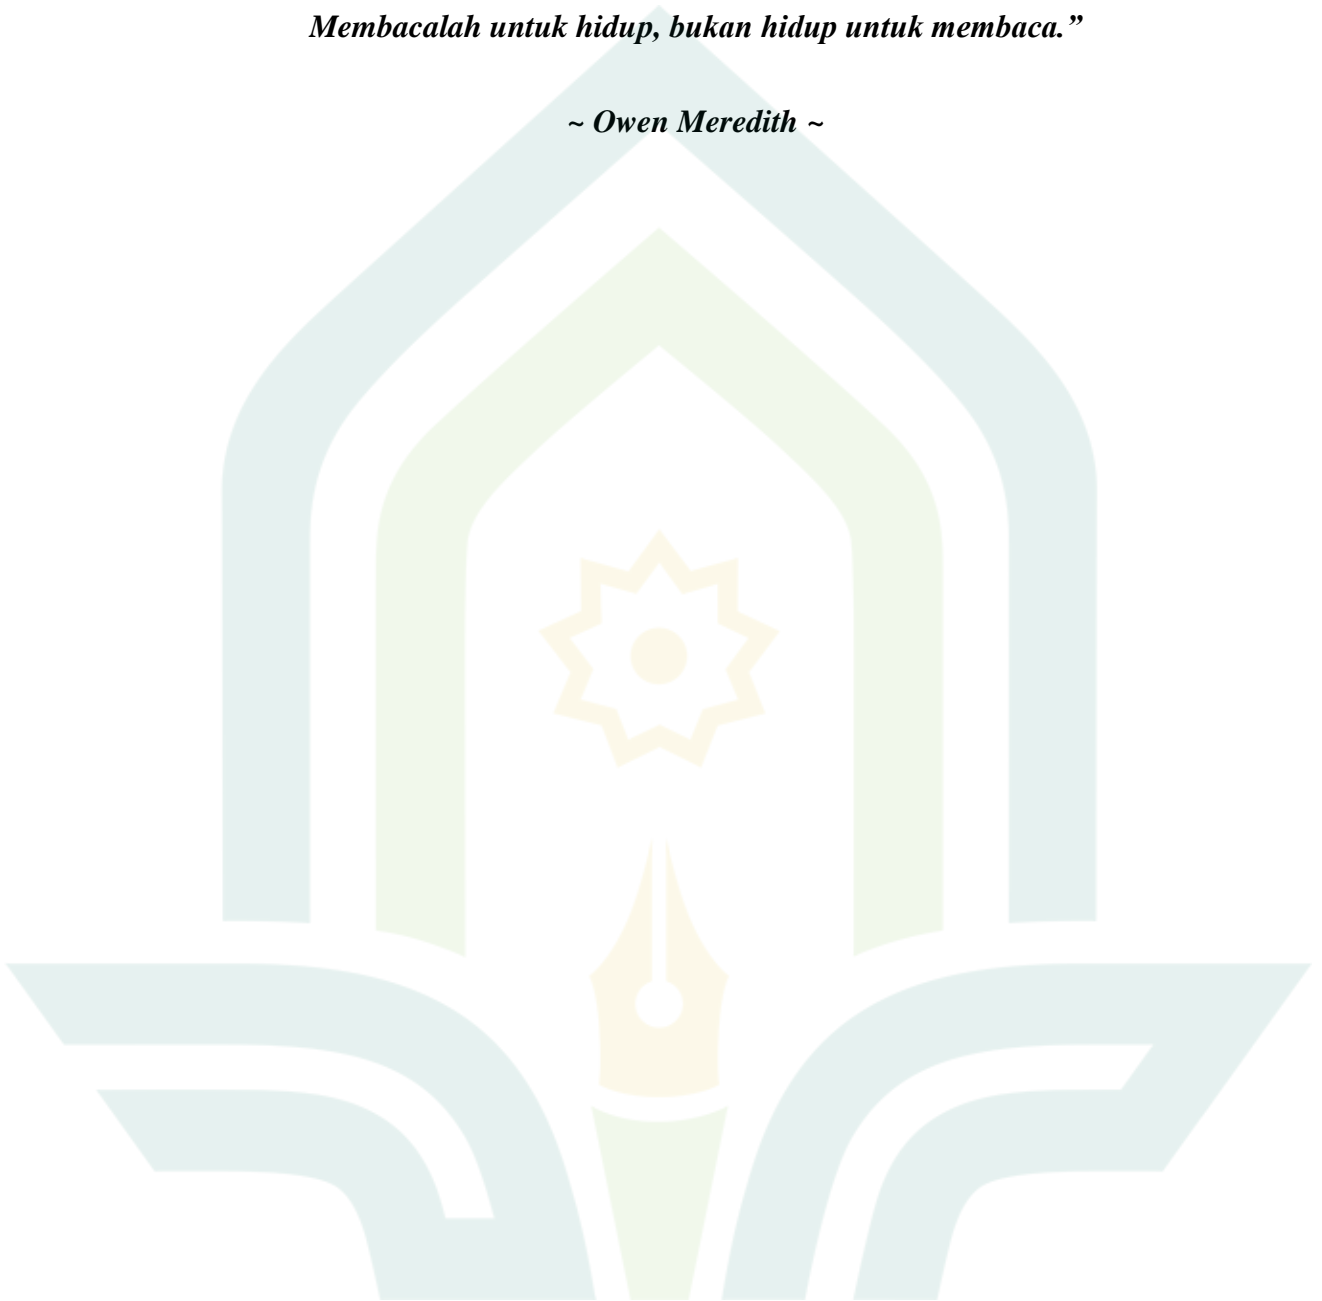 Membacalah untuk hidup, bukan hidup untuk membaca.”
~ Owen Meredith ~